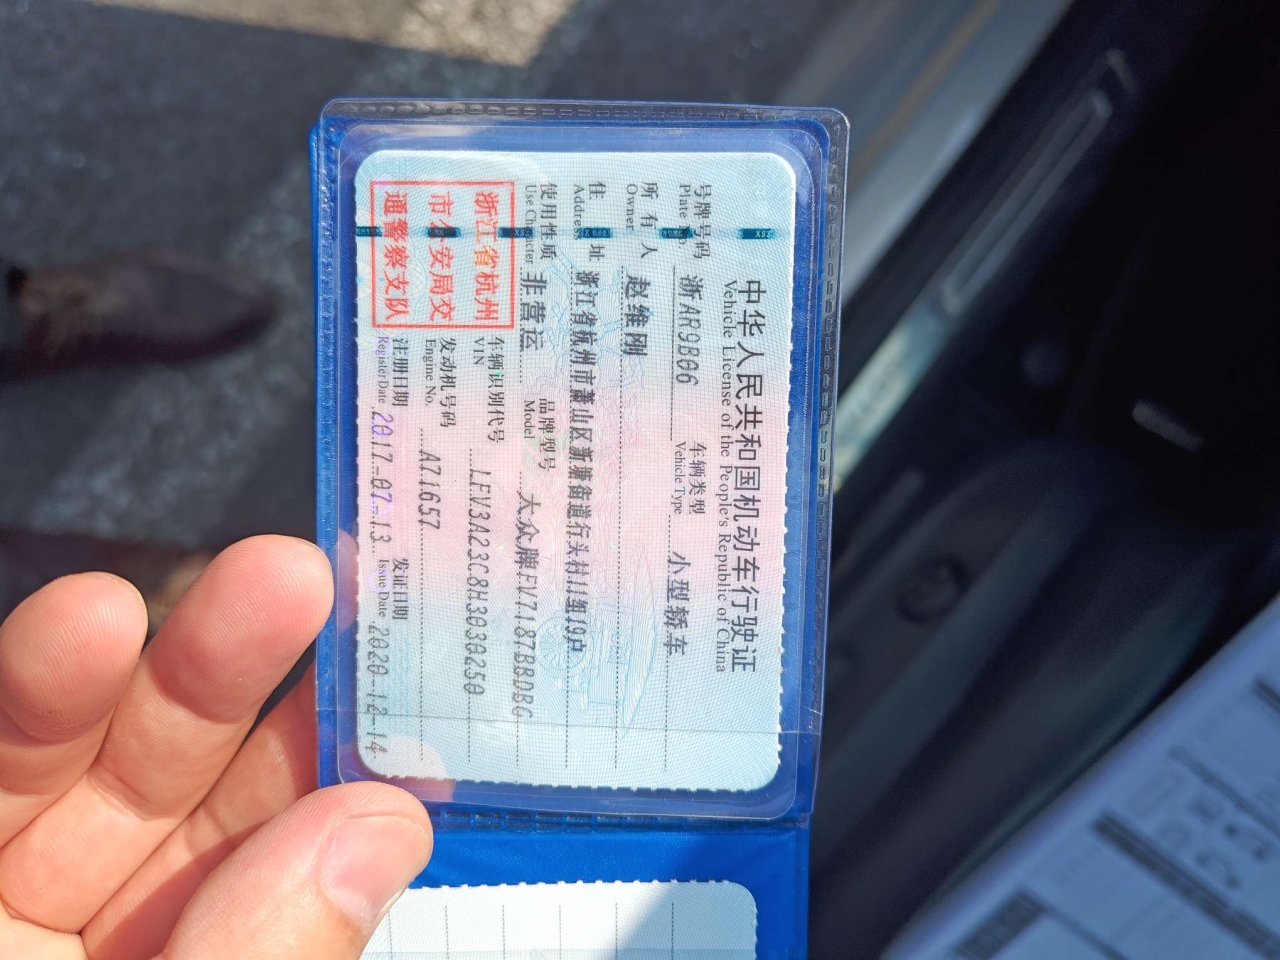 中华人民共和国机动车行驶证
Vehicle License of the People's Republic of China
号牌号码 浙AR9B06 车辆类型 小型轿车
Plate No. Vehicle Type
所有人 赵维刚
Owner
住址 浙江省杭州市萧山区新塘街道行头村11组19户
Address
使用性质 非营运 品牌型号 大众牌FV7187BBDBG
Use Character Model
浙江省杭州
市公安局交
通警察支队
车辆识别代号 LFV3A23C8H3030250
VIN
发动机号码 A71657
Engine No.
注册日期 2017-07-13 发证日期 2020-12-14
Register Date Issue Date
XSZ